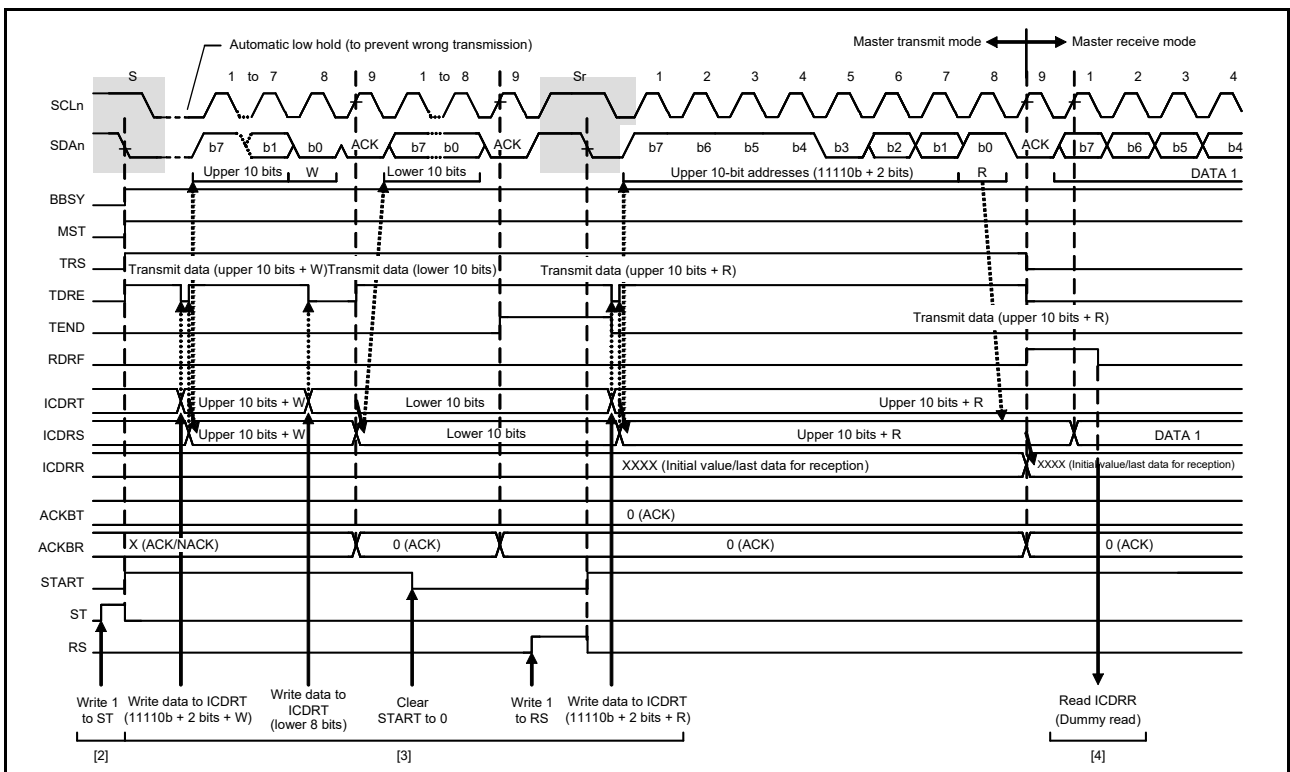 Automatic low hold (to prevent wrong transmission)
Master transmit mode Master receive mode
S 1 to 7 8 9 1 to 8 9 Sr 1 2 3 4 5 6 7 8 9 1 2 3 4
SCLn
SDAn b7 b1 b0 ACK b7 b0 ACK b7 b6 b5 b4 b3 b2 b1 b0 ACK b7 b6 b5 b4
Upper 10 bits W Lower 10 bits Upper 10-bit addresses (11110b + 2 bits) R DATA 1
BBSY
MST
TRS
Transmit data (upper 10 bits + W) Transmit data (lower 10 bits) Transmit data (upper 10 bits + R)
TDRE
TEND
Transmit data (upper 10 bits + R)
RDRF
ICDRT Upper 10 bits + W Lower 10 bits Upper 10 bits + R
ICDRS Upper 10 bits + W Lower 10 bits Upper 10 bits + R DATA 1
ICDRR XXXX (Initial value/last data for reception) XXXX (Initial value/last data for reception)
ACKBT 0 (ACK)
ACKBR X (ACK/NACK) 0 (ACK) 0 (ACK) 0 (ACK)
START
ST
RS
Write 1
to ST
Write data to ICDRT
(11110b + 2 bits + W)
Write data to
ICDRT
(lower 8 bits)
Clear
START to 0
Write 1
to RS
Write data to ICDRT
(11110b + 2 bits + R)
Read ICDRR
(Dummy read)
[2] [3] [4]